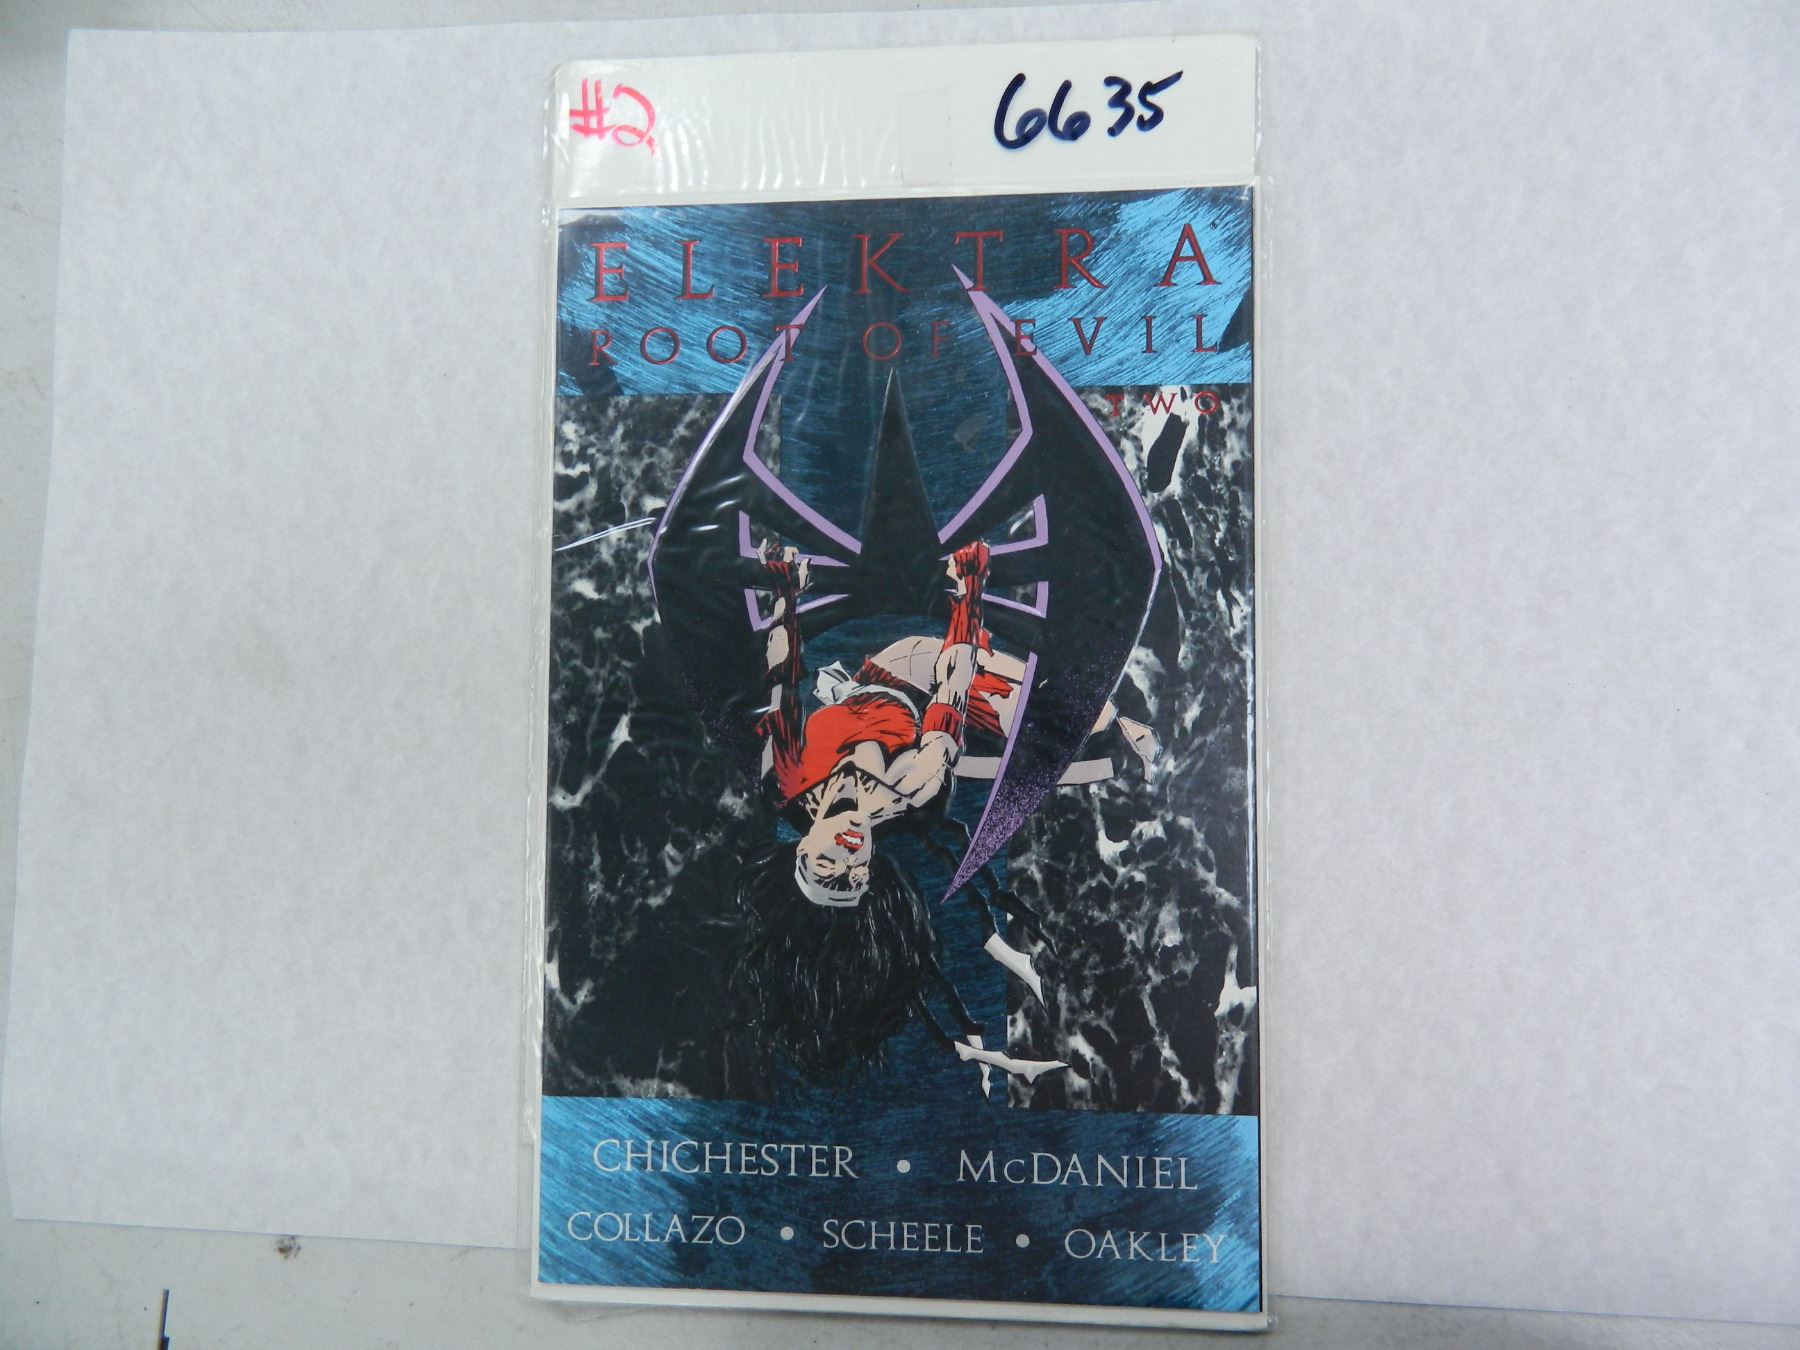 #2
6635
ELEKTRA
ROOT OF EVIL
TWO
CHICHESTER • McDANIEL
COLLAZO • SCHEELE • OAKLEY